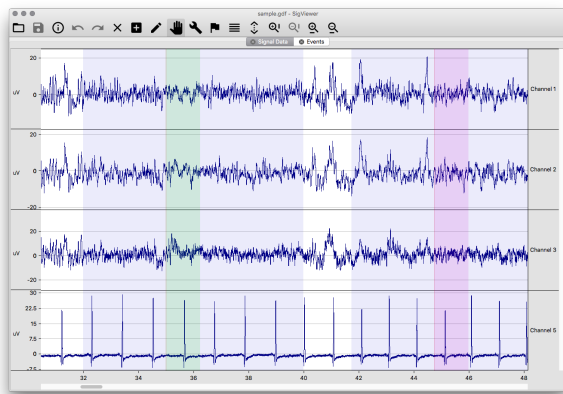 sample.gdf - SigViewer
Signal Data Events
20
uV 0 Channel 1
20
uV 0 Channel 2
-20
20
uV 0 Channel 3
-20
30
22.5
15
uV 7.5 Channel 5
0
-7.5
32 34 36 38 40 42 44 46 48